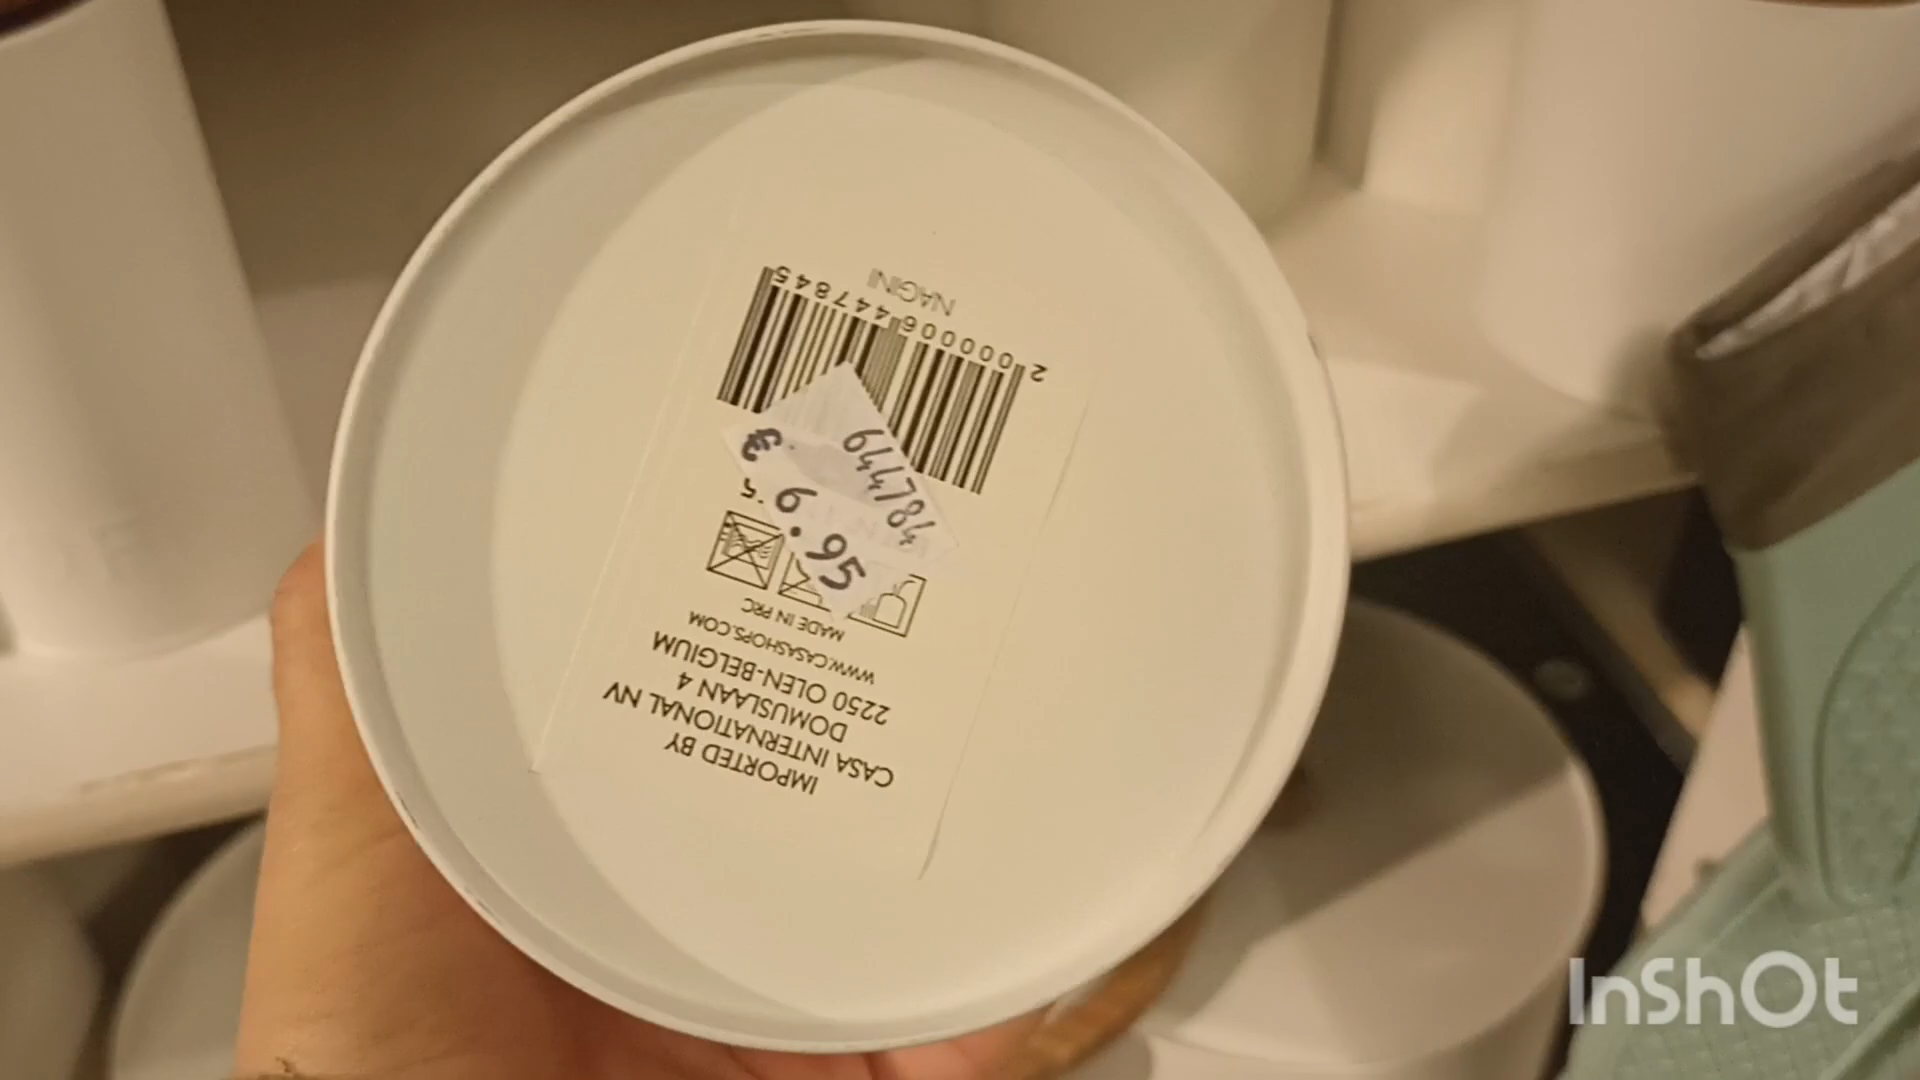 IMPORTED BY
CASA INTERNATIONAL NV
DOMUSLAAN 4
2250 OLEN-BELGIUM
WWW.CASASHOPS.COM
MADE IN PRC
6447784
€ 6.95
2 000006 447845
NAGINI
InShOt